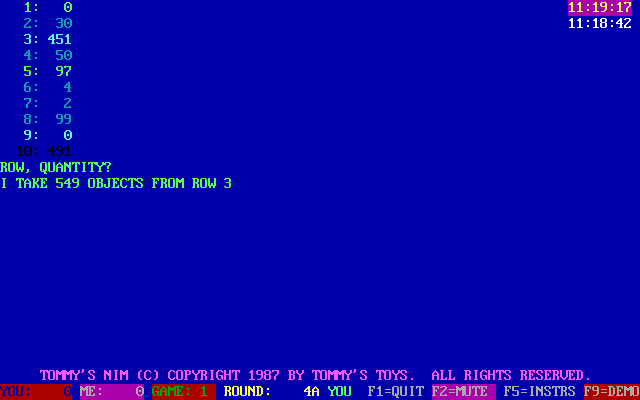 1: 0 11:19:17
2: 30 11:18:42
3: 451
4: 50
5: 97
6: 4
7: 2
8: 99
9: 0
10: 491
ROW, QUANTITY?
I TAKE 549 OBJECTS FROM ROW 3
TOMMY'S NIM (C) COPYRIGHT 1987 BY TOMMY'S TOYS. ALL RIGHTS RESERVED.
YOU: 0 ME: 0 GAME: 1 ROUND: 4A YOU F1=QUIT F2=MUTE F5=INSTRS F9=DEMO